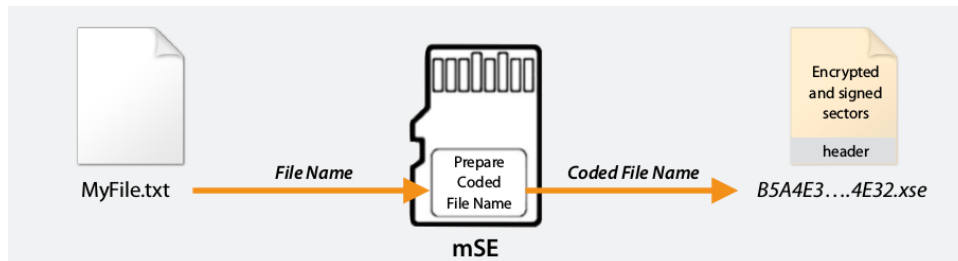 Encrypted
and signed
sectors
header
File Name
Prepare
Coded
File Name
Coded File Name
MyFile.txt
B5A4E3….4E32.xse
mSE